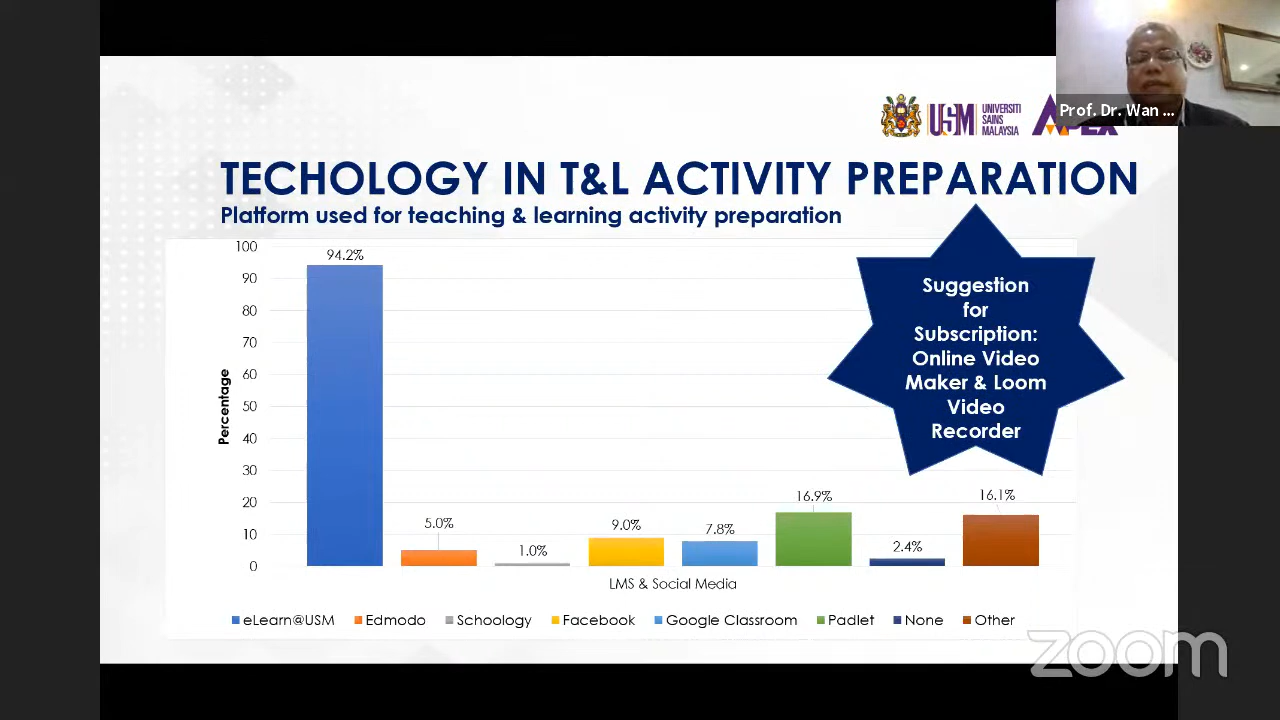 Prof. Dr. Wan ...
USM
UNIVERSITI
SAINS
MALAYSIA
APEX
TECHOLOGY IN T&L ACTIVITY PREPARATION
Platform used for teaching & learning activity preparation
Suggestion
for
Subscription:
Online Video
Maker & Loom
Video
Recorder
Percentage
100
90
80
70
60
50
40
30
20
10
0
94.2%
5.0%
1.0%
9.0%
7.8%
16.9%
2.4%
16.1%
LMS & Social Media
eLearn@USM Edmodo Schoology Facebook Google Classroom Padlet None Other
zoom